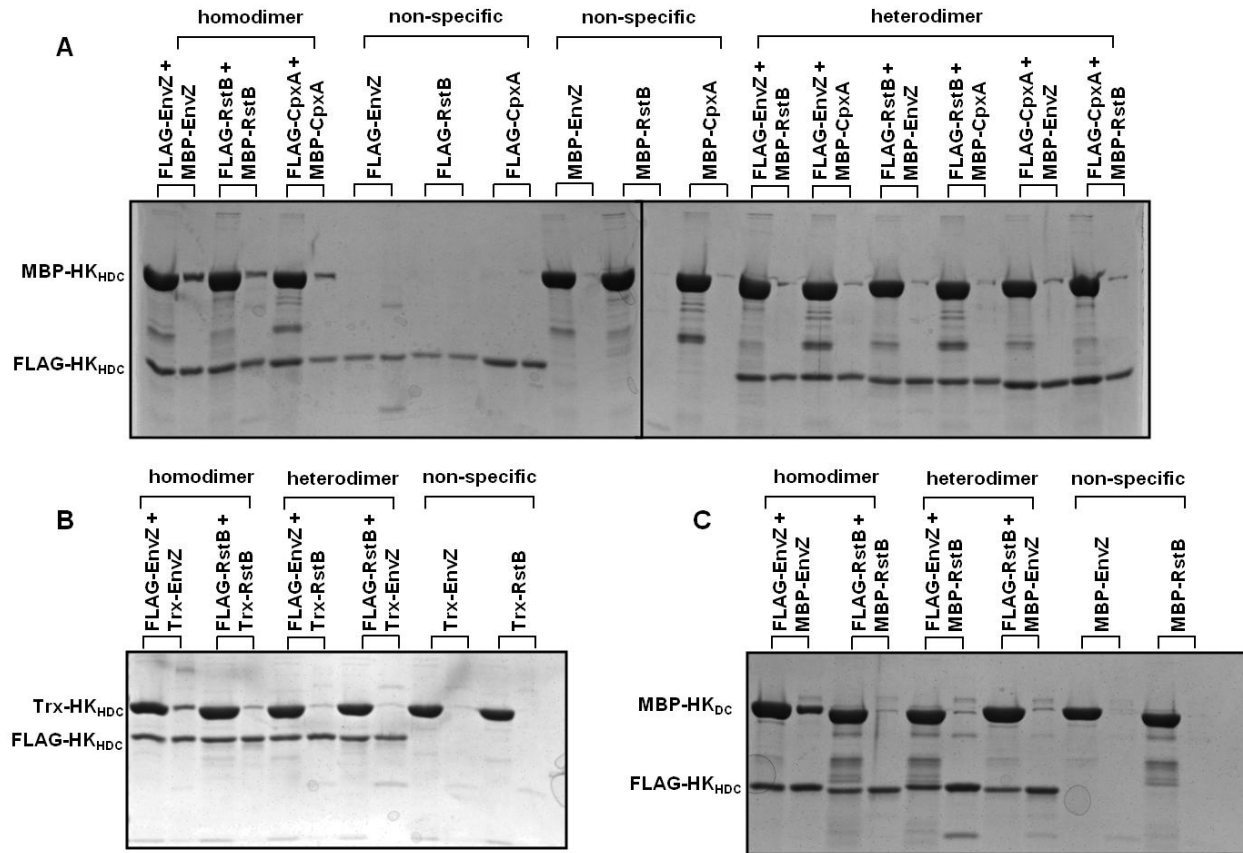 homodimer
non-specific
non-specific
heterodimer
A
FLAG-EnvZ +
MBP-EnvZ
FLAG-RstB +
MBP-RstB
FLAG-CpxA +
MBP-CpxA
FLAG-EnvZ
FLAG-RstB
FLAG-CpxA
MBP-EnvZ
MBP-RstB
MBP-CpxA
FLAG-EnvZ +
MBP-RstB
FLAG-EnvZ +
MBP-CpxA
FLAG-RstB +
MBP-EnvZ
FLAG-RstB +
MBP-CpxA
FLAG-CpxA +
MBP-EnvZ
FLAG-CpxA +
MBP-RstB
MBP-HKHDC
FLAG-HKHDC
homodimer
heterodimer
non-specific
B
FLAG-EnvZ +
Trx-EnvZ
FLAG-RstB +
Trx-RstB
FLAG-EnvZ +
Trx-RstB
FLAG-RstB +
Trx-EnvZ
Trx-EnvZ
Trx-RstB
Trx-HKHDC
FLAG-HKHDC
homodimer
heterodimer
non-specific
C
FLAG-EnvZ +
MBP-EnvZ
FLAG-RstB +
MBP-RstB
FLAG-EnvZ +
MBP-RstB
FLAG-RstB +
MBP-EnvZ
MBP-EnvZ
MBP-RstB
MBP-HKDC
FLAG-HKHDC